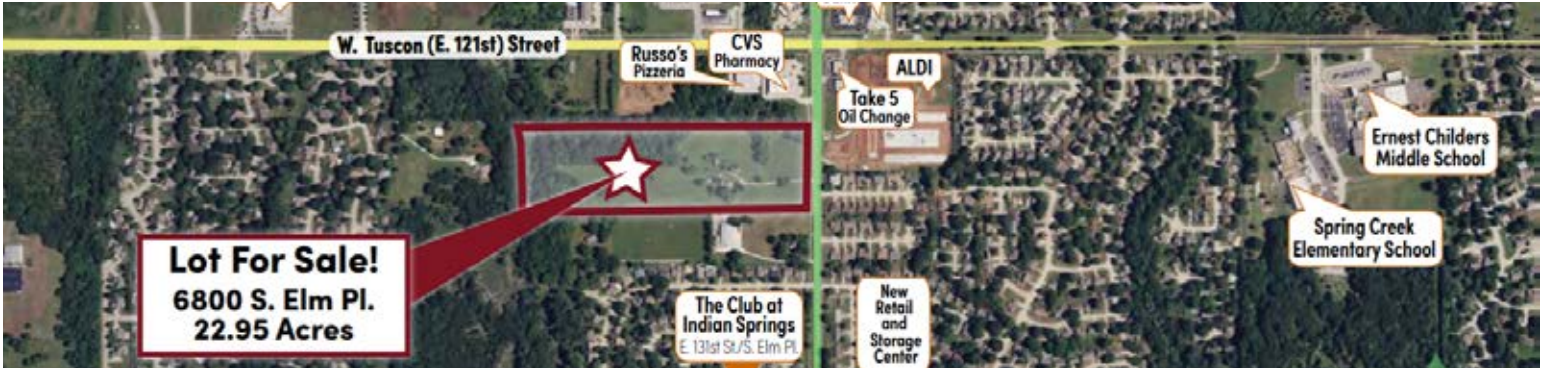 W. Tuscon (E. 121st) Street
Russo's
Pizzeria
CVS
Pharmacy
ALDI
Take 5
Oil Change
Ernest Childers
Middle School
Spring Creek
Elementary School
Lot For Sale!
6800 S. Elm Pl.
22.95 Acres
The Club at
Indian Springs
E. 131st St./S. Elm Pl.
New
Retail
and
Storage
Center